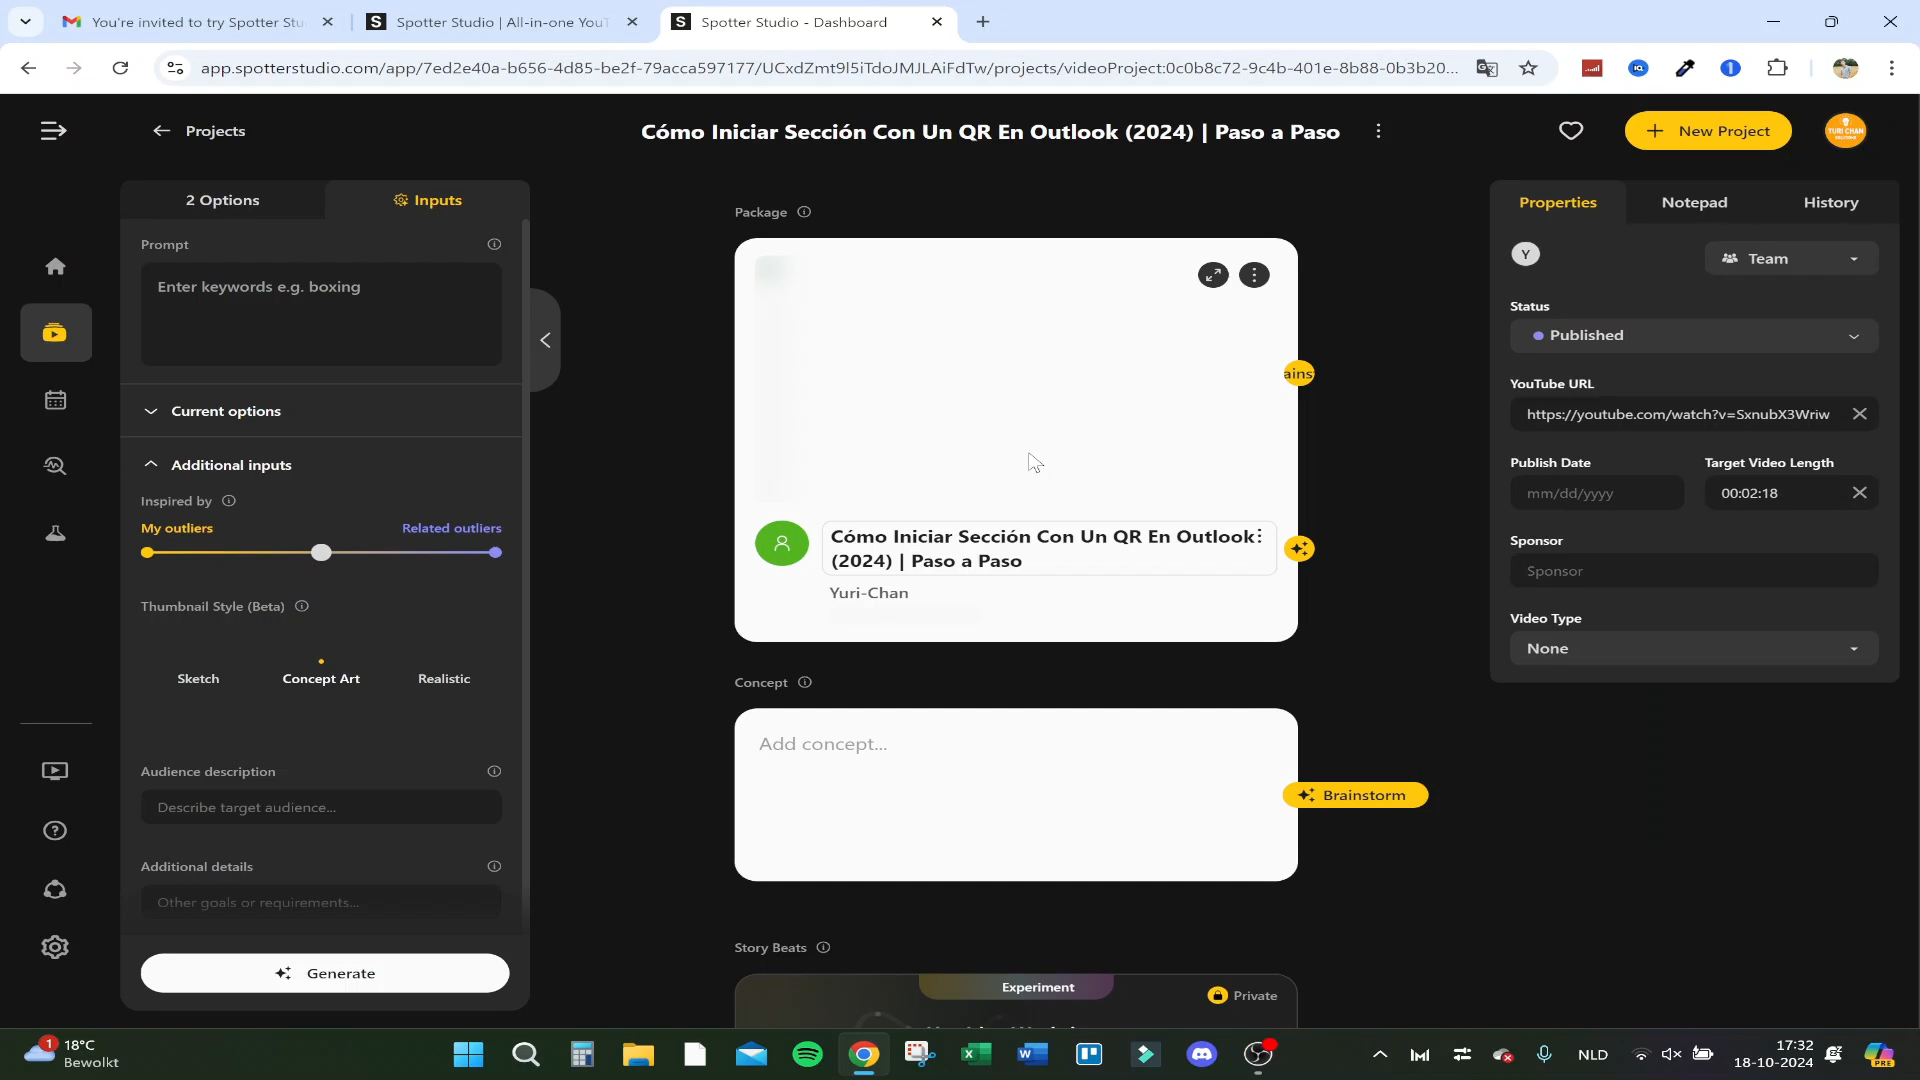 You're invited to try Spotter Stu
Spotter Studio | All-in-one YouT
Spotter Studio - Dashboard
app.spotterstudio.com/app/7ed2e40a-b656-4d85-be2f-79acca597177/UCxdZmt9l5iTdoJMJLAiFdTw/projects/videoProject:0c0b8c72-9c4b-401e-8b88-0b3b20...
Projects
Cómo Iniciar Sección Con Un QR En Outlook (2024) | Paso a Paso
New Project
YURI CHAN
2 Options
Inputs
Prompt
Enter keywords e.g. boxing
Current options
Additional inputs
Inspired by
My outliers
Related outliers
Thumbnail Style (Beta)
Sketch
Concept Art
Realistic
Audience description
Describe target audience...
Additional details
Other goals or requirements...
Generate
Package
ains
Cómo Iniciar Sección Con Un QR En Outlook
(2024) | Paso a Paso
Yuri-Chan
Concept
Add concept...
Brainstorm
Story Beats
Experiment
Private
Properties
Notepad
History
Y
Team
Status
Published
YouTube URL
https://youtube.com/watch?v=SxnubX3Wriw
Publish Date
Target Video Length
mm/dd/yyyy
00:02:18
Sponsor
Sponsor
Video Type
None
1
18°C
Bewolkt
NLD
17:32
18-10-2024
PRE